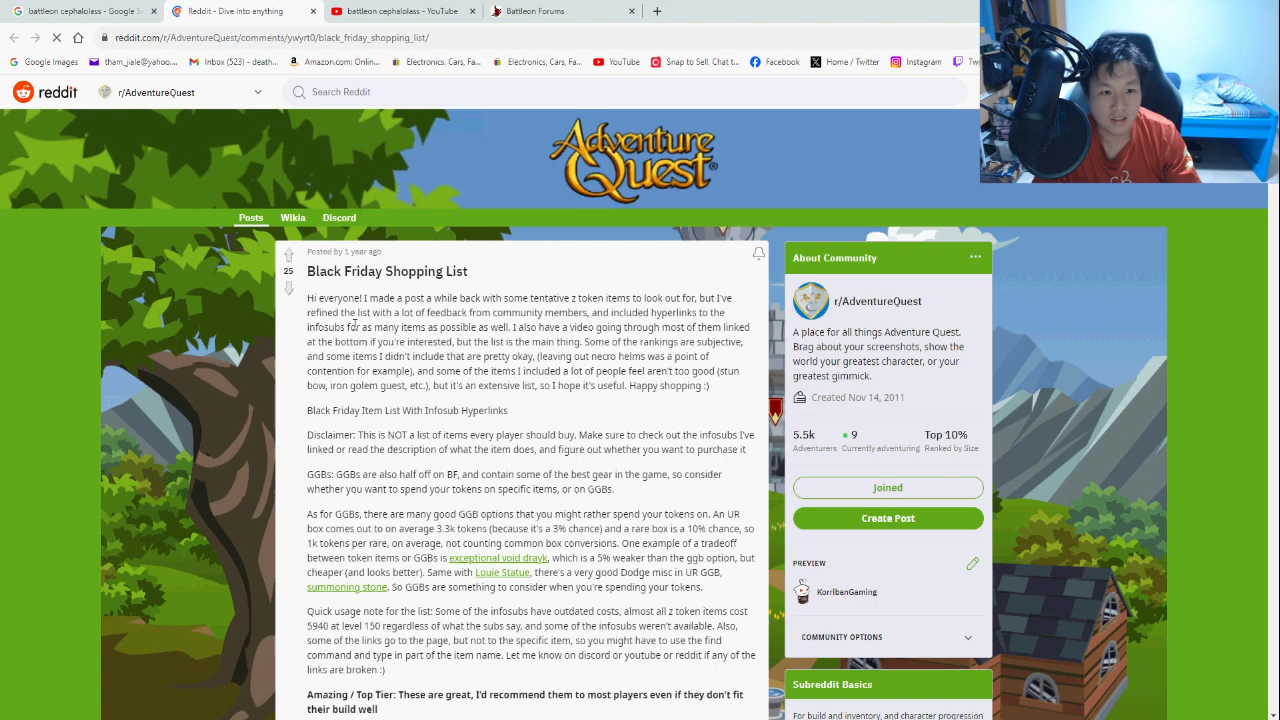 battleon cephalolass - Google S
Reddit - Dive into anything
battleon cephalolass - YouTube
Battleon Forums
reddit.com/r/AdventureQuest/comments/ywyrt0/black_friday_shopping_list/
Google Images
tham_jiale@yahoo...
Inbox (523) - death...
Amazon.com: Onlin...
Electronics, Cars, Fa...
Electronics, Cars, Fa...
YouTube
Snap to Sell, Chat t...
Facebook
Home / Twitter
Instagram
Tw
reddit
r/AdventureQuest
Search Reddit
Adventure
Quest
Posts
Wikia
Discord
Posted by 1 year ago
25
Black Friday Shopping List
Hi everyone! I made a post a while back with some tentative z token items to look out for, but I've
refined the list with a lot of feedback from community members, and included hyperlinks to the
infosubs for as many items as possible as well. I also have a video going through most of them linked
at the bottom if you're interested, but the list is the main thing. Some of the rankings are subjective,
and some items I didn't include that are pretty okay, (leaving out necro helms was a point of
contention for example), and some of the items I included a lot of people feel aren't too good (stun
bow, iron golem guest, etc.), but it's an extensive list, so I hope it's useful. Happy shopping :)
Black Friday Item List With Infosub Hyperlinks
Disclaimer: This is NOT a list of items every player should buy. Make sure to check out the infosubs I've
linked or read the description of what the item does, and figure out whether you want to purchase it
GGBs: GGBs are also half off on BF, and contain some of the best gear in the game, so consider
whether you want to spend your tokens on specific items, or on GGBs.
As for GGBs, there are many good GGB options that you might rather spend your tokens on. An UR
box comes out to on average 3.3k tokens (because it's a 3% chance) and a rare box is a 10% chance, so
1k tokens per rare, on average, not counting common box conversions. One example of a tradeoff
between token items or GGBs is exceptional void drayk, which is a 5% weaker than the ggb option, but
cheaper (and looks better). Same with Louie Statue, there's a very good Dodge misc in UR GGB,
summoning stone. So GGBs are something to consider when you're spending your tokens.
Quick usage note for the list: Some of the infosubs have outdated costs, almost all z token items cost
5940 at level 150 regardless of what the subs say, and some of the infosubs weren't available. Also,
some of the links go to the page, but not to the specific item, so you might have to use the find
command and type in part of the item name. Let me know on discord or youtube or reddit if any of the
links are broken :)
Amazing / Top Tier: These are great, I'd recommend them to most players even if they don't fit
their build well
About Community
r/AdventureQuest
A place for all things Adventure Quest.
Brag about your screenshots, show the
world your greatest character, or your
greatest gimmick.
Created Nov 14, 2011
5.5k
9
Top 10%
Adventurers
Currently adventuring
Ranked by Size
Joined
Create Post
PREVIEW
KorribanGaming
COMMUNITY OPTIONS
Subreddit Basics
For build and inventory, and character progression